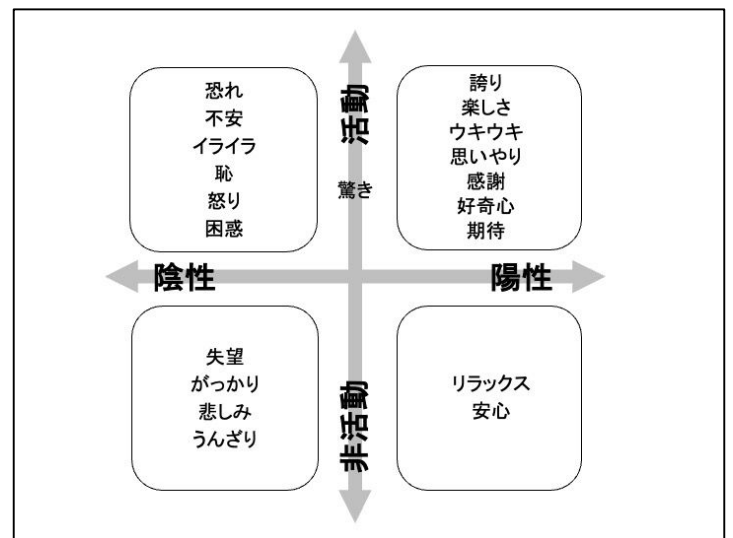 恐れ
不安
イライラ
恥
怒り
困惑
活動
驚き
誇り
楽しさ
ウキウキ
思いやり
感謝
好奇心
期待
陰性
陽性
失望
がっかり
悲しみ
うんざり
非活動
リラックス
安心